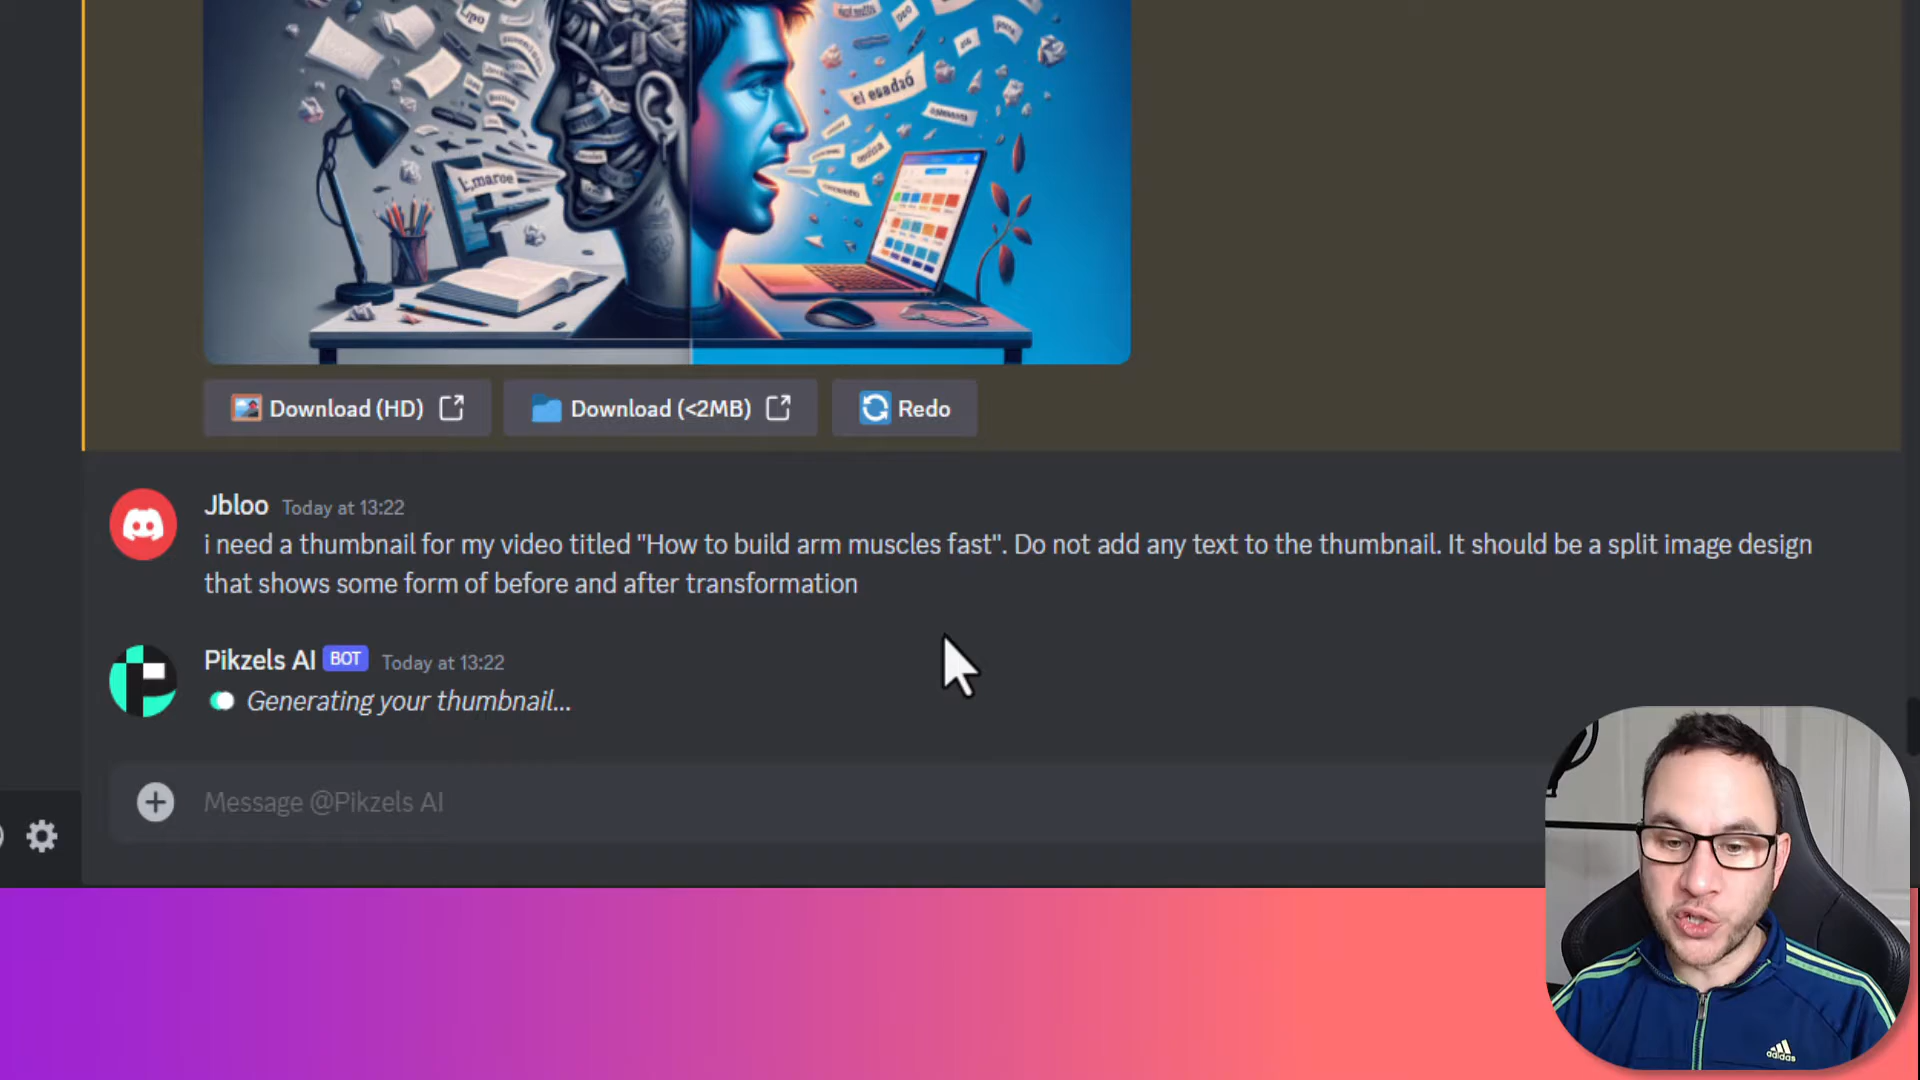 el esadaó
Download (HD)
Download (<2MB)
Redo
Jbloo Today at 13:22
i need a thumbnail for my video titled "How to build arm muscles fast". Do not add any text to the thumbnail. It should be a split image design
that shows some form of before and after transformation
Pikzels AI BOT Today at 13:22
Generating your thumbnail...
Message @Pikzels AI
adidas